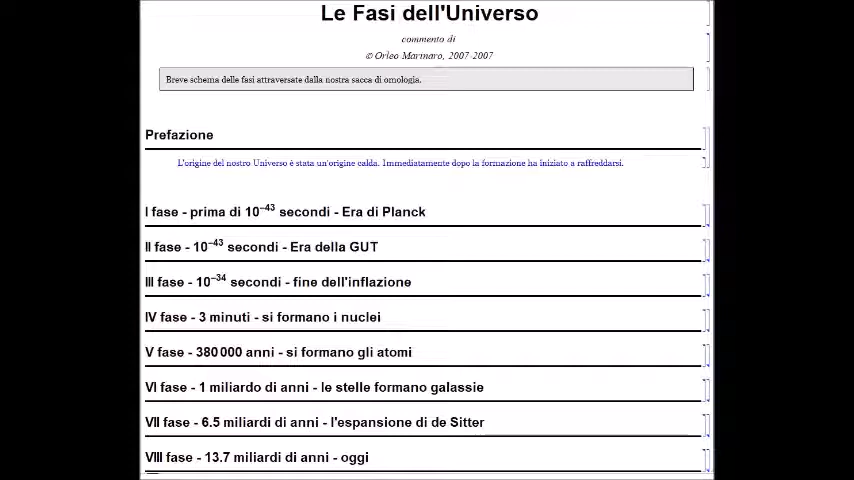 Le Fasi dell'Universo
commento di
© Orleo Marinaro, 2007-2007
Breve schema delle fasi attraversate dalla nostra sacca di omologia.
Prefazione
L'origine del nostro Universo è stata un'origine calda. Immediatamente dopo la formazione ha iniziato a raffreddarsi.
I fase - prima di 10⁻⁴³ secondi - Era di Planck
II fase - 10⁻⁴³ secondi - Era della GUT
III fase - 10⁻³⁴ secondi - fine dell'inflazione
IV fase - 3 minuti - si formano i nuclei
V fase - 380000 anni - si formano gli atomi
VI fase - 1 miliardo di anni - le stelle formano galassie
VII fase - 6.5 miliardi di anni - l'espansione di de Sitter
VIII fase - 13.7 miliardi di anni - oggi